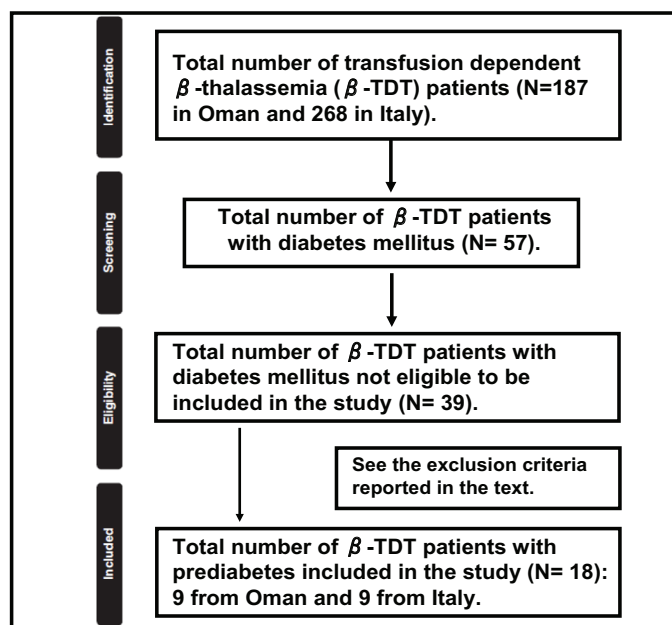 Identification
Total number of transfusion dependent
β-thalassemia (β-TDT) patients (N=187
in Oman and 268 in Italy).
Screening
Total number of β-TDT patients
with diabetes mellitus (N= 57).
Eligibility
Total number of β-TDT patients with
diabetes mellitus not eligible to be
included in the study (N= 39).
See the exclusion criteria
reported in the text.
Included
Total number of β-TDT patients with
prediabetes included in the study (N= 18):
9 from Oman and 9 from Italy.